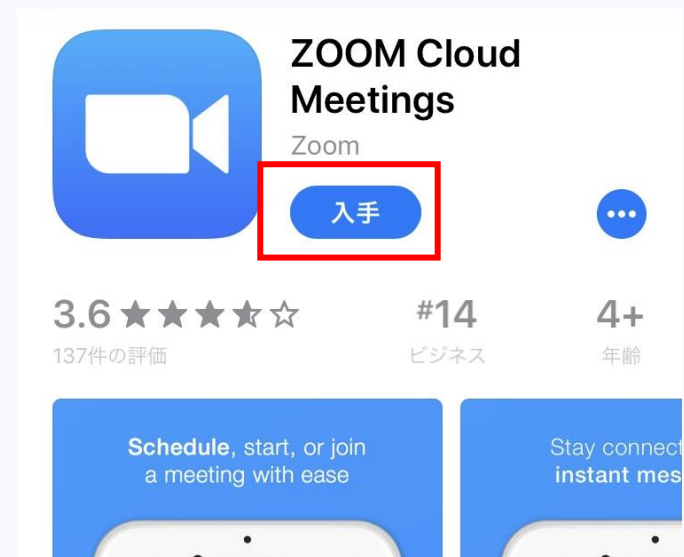 ZOOM Cloud
Meetings
Zoom
入手
3.6
#14
4+
137件の評価
ビジネス
年齢
Schedule, start, or join
a meeting with ease
Stay connect
instant mes